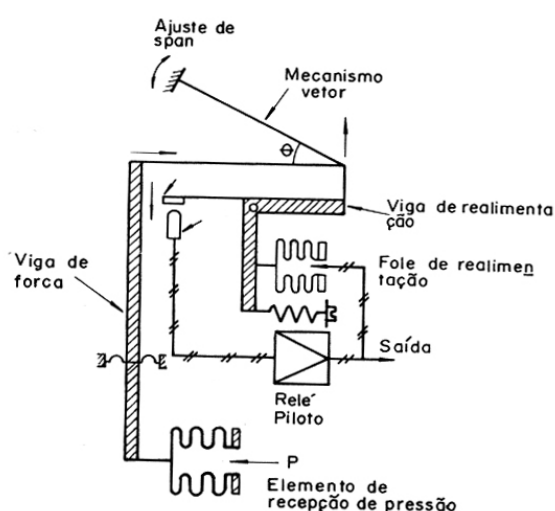 Ajuste de
span
Mecanismo
vetor
θ
Viga de realimenta
ção
Viga de
forca
Fole de realimen
tação
Saída
Relé
Piloto
P
Elemento de
recepção de pressão